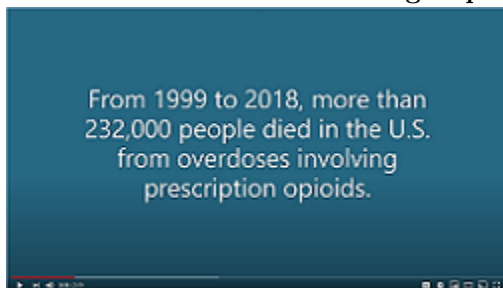 From 1999 to 2018, more than
232,000 people died in the U.S.
from overdoses involving
prescription opioids.